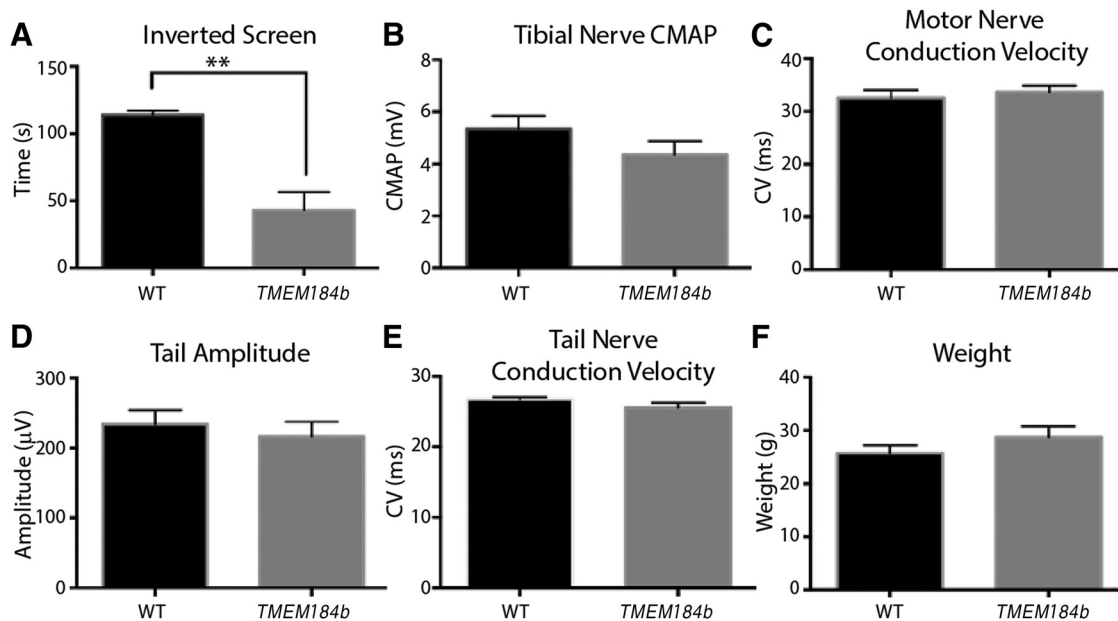 A
Inverted Screen
**
150
100
50
0
Time (s)
WT
TMEM184b
B
Tibial Nerve CMAP
8
6
4
2
0
CMAP (mV)
WT
TMEM184b
C
Motor Nerve
Conduction Velocity
40
30
20
10
0
CV (ms)
WT
TMEM184b
D
Tail Amplitude
300
200
100
0
Amplitude (μV)
WT
TMEM184b
E
Tail Nerve
Conduction Velocity
30
20
10
0
CV (ms)
WT
TMEM184b
F
Weight
40
30
20
10
0
Weight (g)
WT
TMEM184b